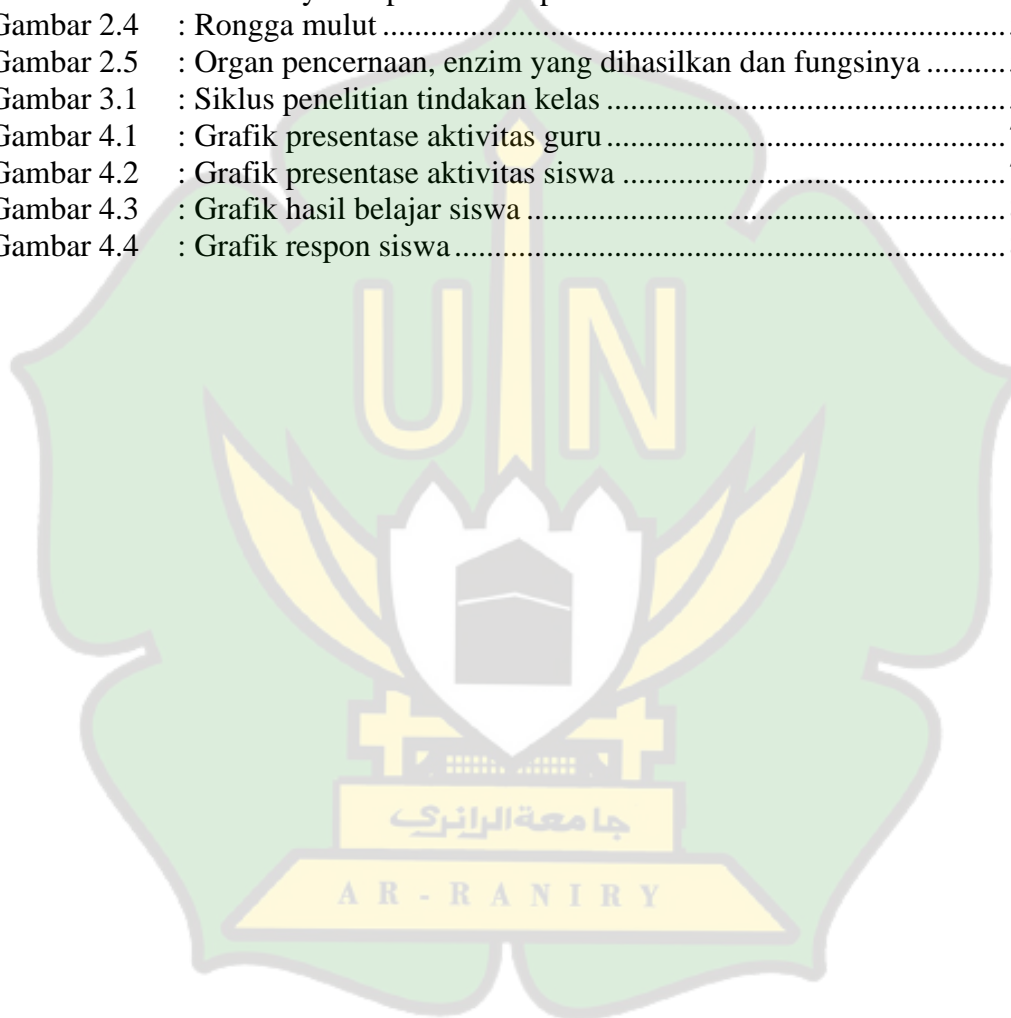 Gambar 2.4 : Rongga mulut ........................................................................
Gambar 2.5 : Organ pencernaan, enzim yang dihasilkan dan fungsinya ..........
Gambar 3.1 : Siklus penelitian tindakan kelas ..............................................
Gambar 4.1 : Grafik presentase aktivitas guru ..............................................
Gambar 4.2 : Grafik presentase aktivitas siswa ............................................
Gambar 4.3 : Grafik hasil belajar siswa .......................................................
Gambar 4.4 : Grafik respon siswa ................................................................
UIN
جامعة الرانري
AR-RANIRY